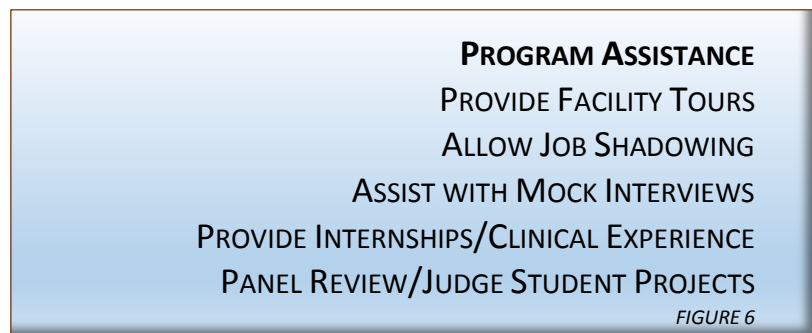 PROGRAM ASSISTANCE
PROVIDE FACILITY TOURS
ALLOW JOB SHADOWING
ASSIST WITH MOCK INTERVIEWS
PROVIDE INTERNSHIPS/CLINICAL EXPERIENCE
PANEL REVIEW/JUDGE STUDENT PROJECTS
FIGURE 6